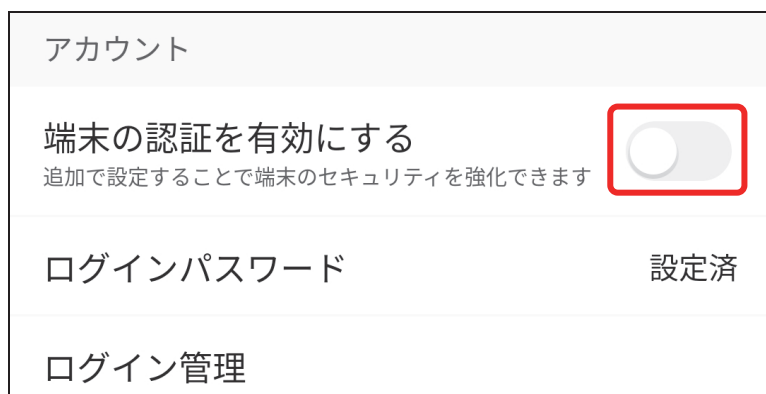 アカウント
端末の認証を有効にする
追加で設定することで端末のセキュリティを強化できます
ログインパスワード 設定済
ログイン管理